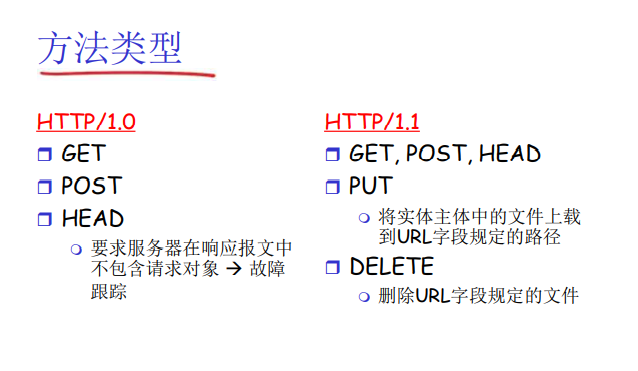 方法类型
HTTP/1.0
GET
POST
HEAD
要求服务器在响应报文中
不包含请求对象 → 故障
跟踪
HTTP/1.1
GET, POST, HEAD
PUT
将实体主体中的文件上载
到URL字段规定的路径
DELETE
删除URL字段规定的文件